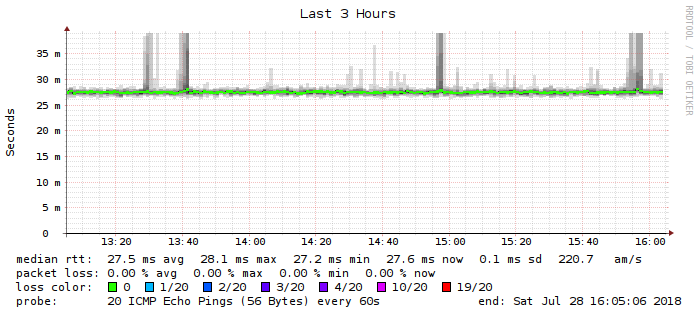 Last 3 Hours
RRDTOOL / TOBI OETIKER
Seconds
35 m
30 m
25 m
20 m
15 m
10 m
5 m
0
13:20 13:40 14:00 14:20 14:40 15:00 15:20 15:40 16:00
median rtt: 27.5 ms avg 28.1 ms max 27.2 ms min 27.6 ms now 0.1 ms sd 220.7 am/s
packet loss: 0.00 % avg 0.00 % max 0.00 % min 0.00 % now
loss color: 0 1/20 2/20 3/20 4/20 10/20 19/20
probe: 20 ICMP Echo Pings (56 Bytes) every 60s end: Sat Jul 28 16:05:06 2018